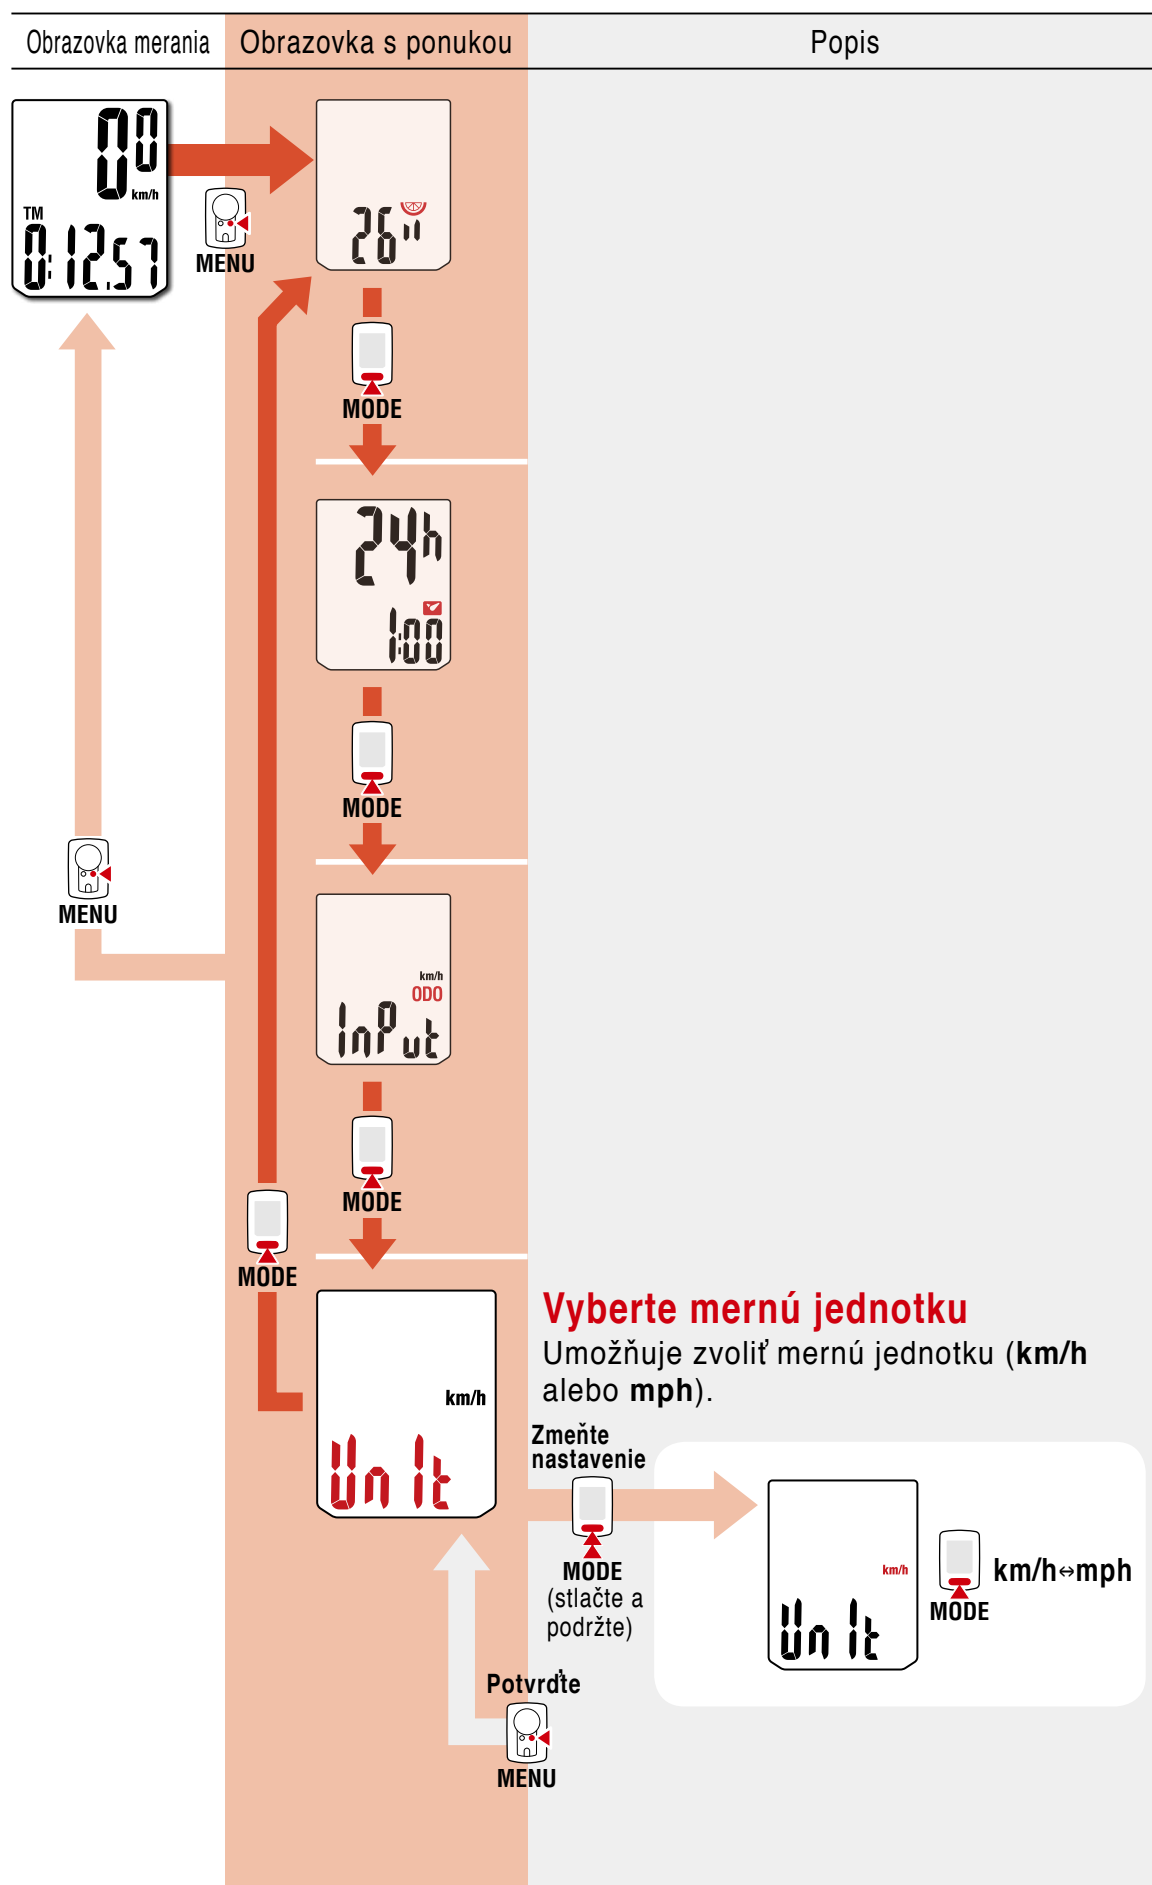 Obrazovka merania
Obrazovka s ponukou
Popis
00
km/h
TM
0:12.57
MENU
26"
MODE
24h
1:00
MODE
MENU
km/h
ODO
InPut
MODE
MODE
Vyberte mernú jednotku
Umožňuje zvoliť mernú jednotku (km/h
alebo mph).
km/h
UnIt
Zmeňte
nastavenie
MODE
(stlačte a
podržte)
km/h
UnIt
MODE
km/h↔mph
Potvrďte
MENU